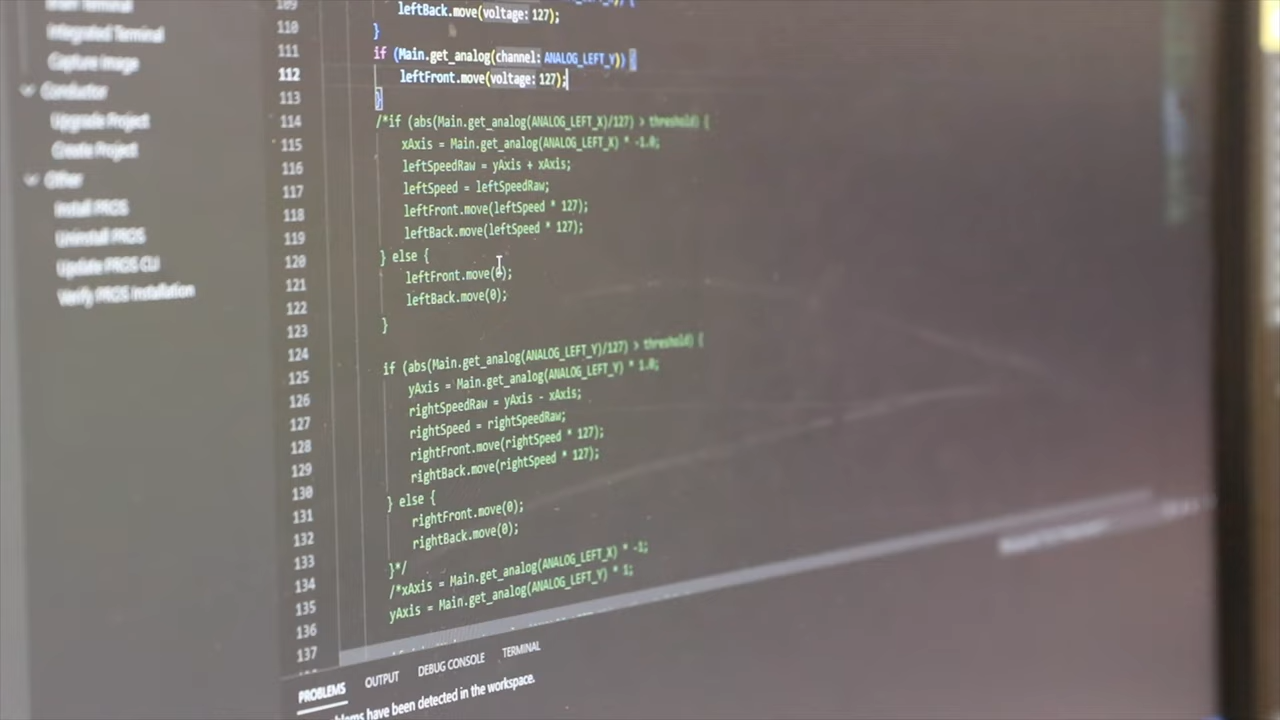 Brain Terminal
Integrated Terminal
Capture Image
Conductor
Upgrade Project
Create Project
Other
Install PROS
Uninstall PROS
Update PROS CLI
Verify PROS Installation
109
leftBack.move(voltage: 127);
110 }
111 if (Main.get_analog(channel: ANALOG_LEFT_Y)) {
112 leftFront.move(voltage: 127);
113 }
114 /*if (abs(Main.get_analog(ANALOG_LEFT_X)/127) > threshold) {
115 xAxis = Main.get_analog(ANALOG_LEFT_X) * -1.0;
116 leftSpeedRaw = yAxis + xAxis;
117 leftSpeed = leftSpeedRaw;
118 leftFront.move(leftSpeed * 127);
119 leftBack.move(leftSpeed * 127);
120 } else {
121 leftFront.move(0);
122 leftBack.move(0);
123 }
124
125 if (abs(Main.get_analog(ANALOG_LEFT_Y)/127) > threshold) {
126 yAxis = Main.get_analog(ANALOG_LEFT_Y) * 1.0;
127 rightSpeedRaw = yAxis - xAxis;
128 rightSpeed = rightSpeedRaw;
129 rightFront.move(rightSpeed * 127);
130 rightBack.move(rightSpeed * 127);
131 } else {
132 rightFront.move(0);
133 rightBack.move(0);
134 }*/
135 /*xAxis = Main.get_analog(ANALOG_LEFT_X) * -1;
136 yAxis = Main.get_analog(ANALOG_LEFT_Y) * 1;
137
PROBLEMS OUTPUT DEBUG CONSOLE TERMINAL
have been detected in the workspace.